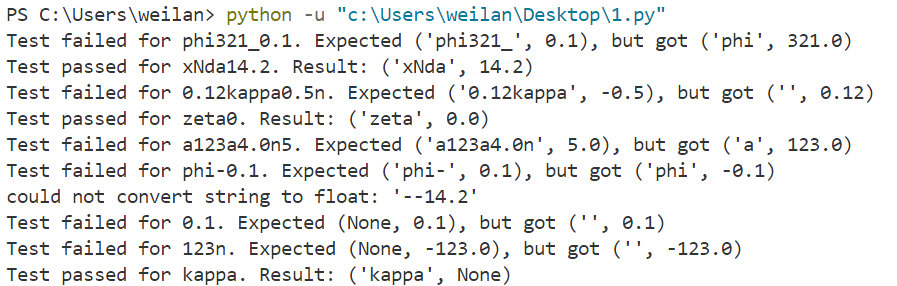 PS C:\Users\weilan> python -u "c:\Users\weilan\Desktop\1.py"
Test failed for phi321_0.1. Expected ('phi321_', 0.1), but got ('phi', 321.0)
Test passed for xNda14.2. Result: ('xNda', 14.2)
Test failed for 0.12kappa0.5n. Expected ('0.12kappa', -0.5), but got ('', 0.12)
Test passed for zeta0. Result: ('zeta', 0.0)
Test failed for a123a4.0n5. Expected ('a123a4.0n', 5.0), but got ('a', 123.0)
Test failed for phi-0.1. Expected ('phi-', 0.1), but got ('phi', -0.1)
could not convert string to float: '--14.2'
Test failed for 0.1. Expected (None, 0.1), but got ('', 0.1)
Test failed for 123n. Expected (None, -123.0), but got ('', -123.0)
Test passed for kappa. Result: ('kappa', None)